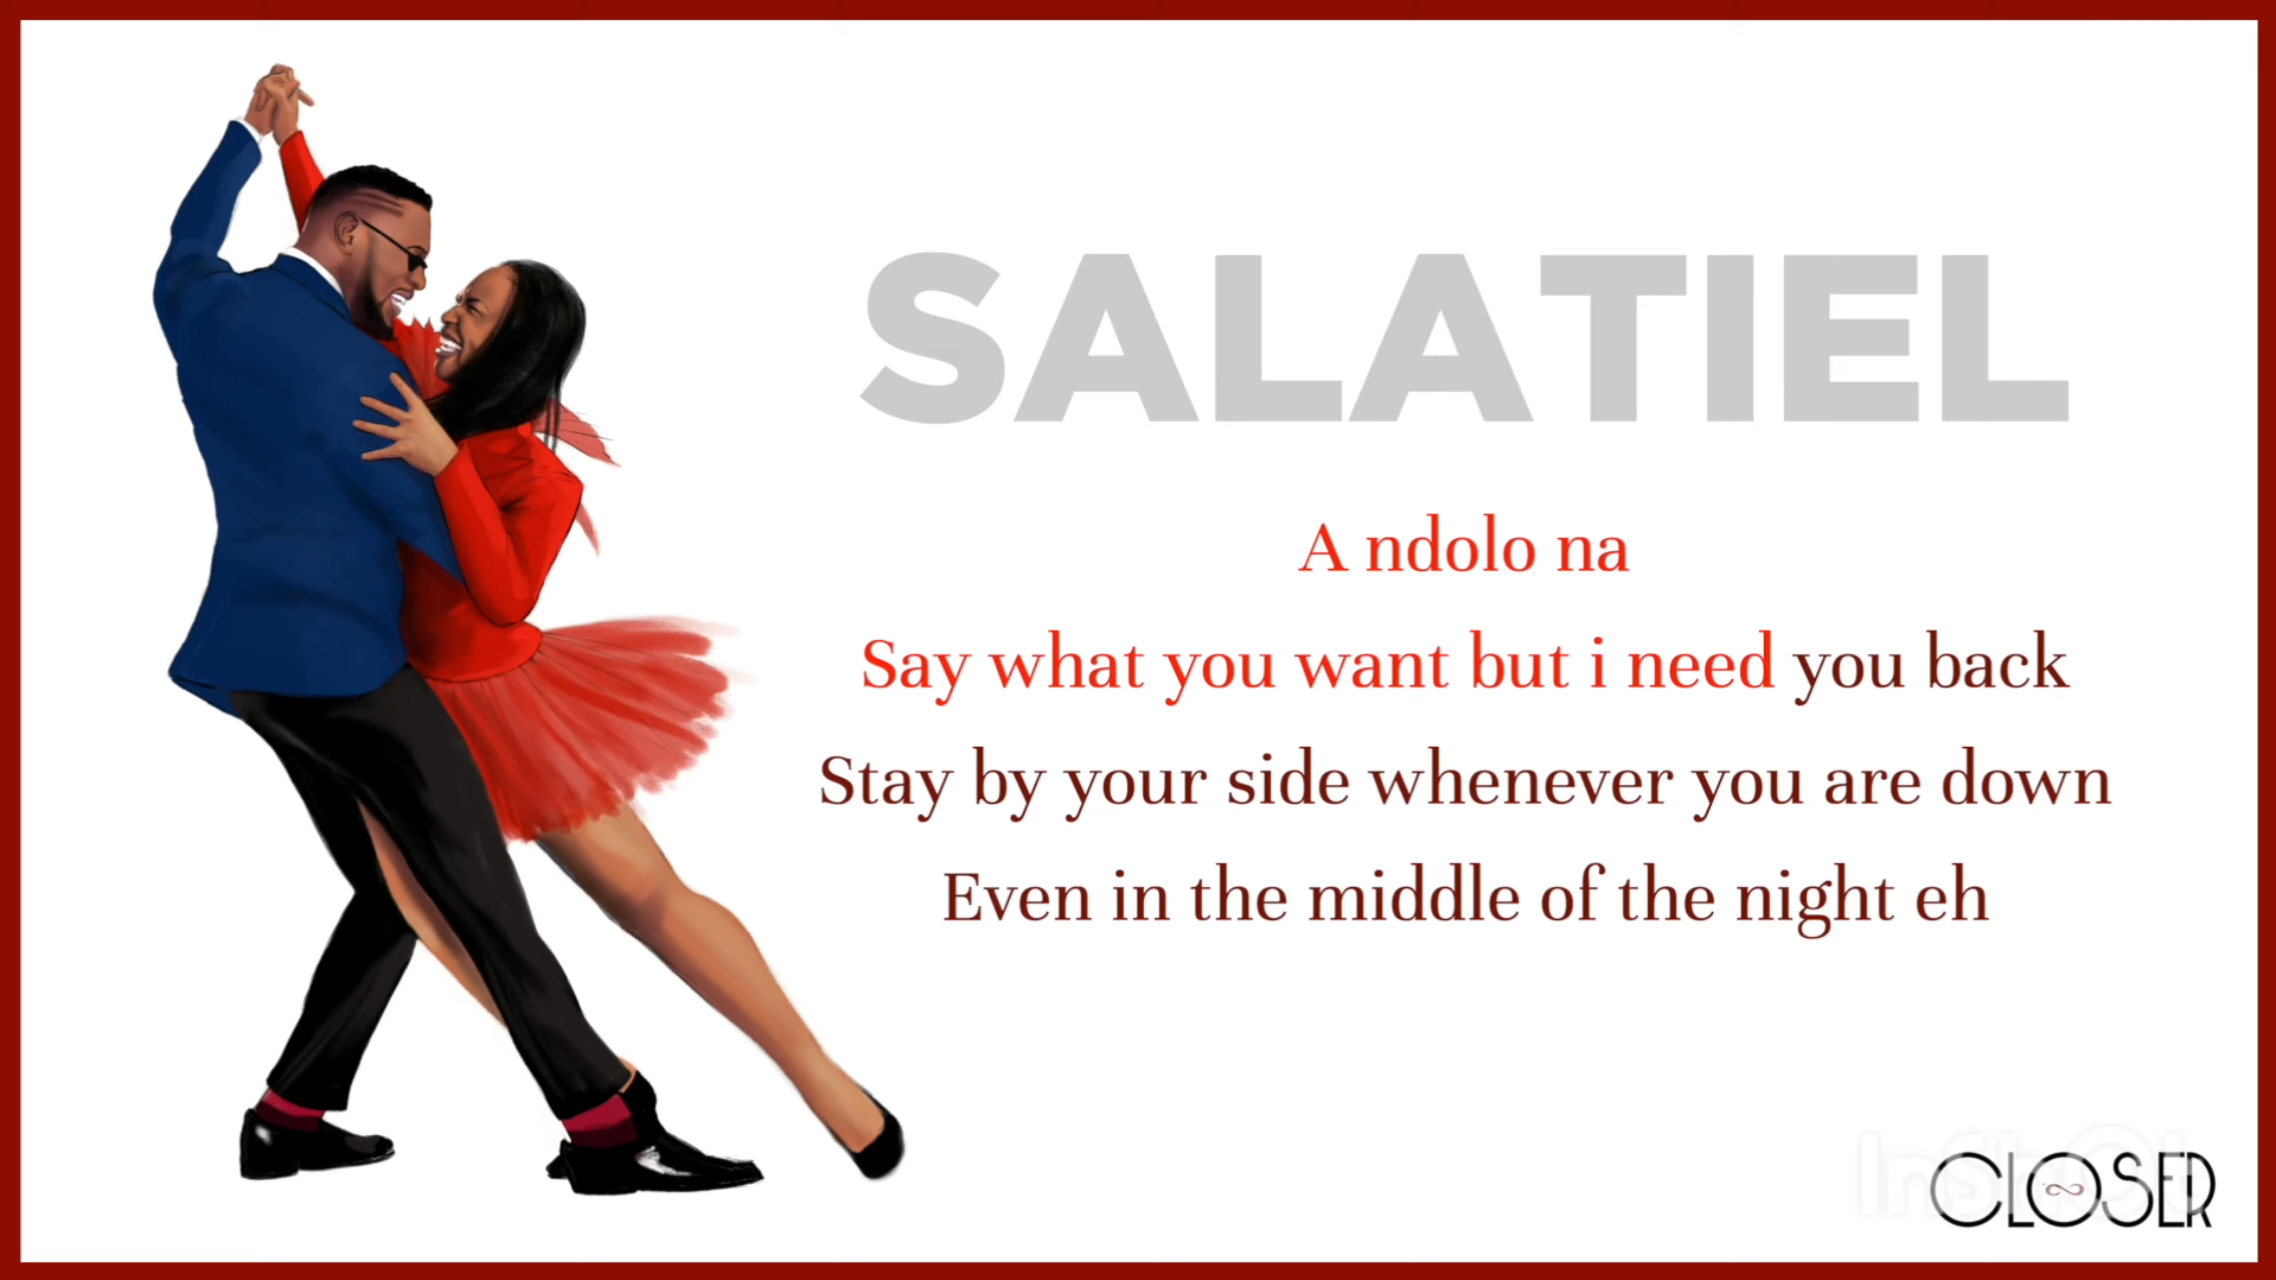 SALATIEL
A ndolo na
Say what you want but i need you back
Stay by your side whenever you are down
Even in the middle of the night eh
InShOt
CLOSER